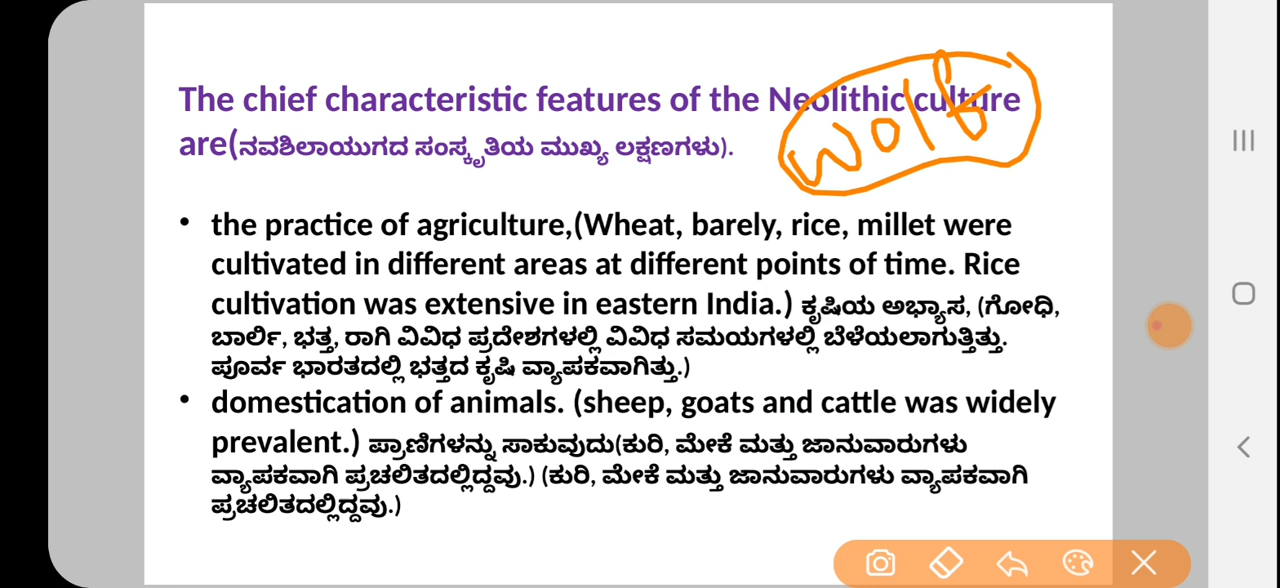 The chief characteristic features of the Neolithic culture
are(ನವಶಿಲಾಯುಗದ ಸಂಸ್ಕೃತಿಯ ಮುಖ್ಯ ಲಕ್ಷಣಗಳು).
wolf
• the practice of agriculture,(Wheat, barely, rice, millet were
cultivated in different areas at different points of time. Rice
cultivation was extensive in eastern India.) ಕೃಷಿಯ ಅಭ್ಯಾಸ, (ಗೋಧಿ,
ಬಾರ್ಲಿ, ಭತ್ತ, ರಾಗಿ ವಿವಿಧ ಪ್ರದೇಶಗಳಲ್ಲಿ ವಿವಿಧ ಸಮಯಗಳಲ್ಲಿ ಬೆಳೆಯಲಾಗುತ್ತಿತ್ತು.
ಪೂರ್ವ ಭಾರತದಲ್ಲಿ ಭತ್ತದ ಕೃಷಿ ವ್ಯಾಪಕವಾಗಿತ್ತು.)
• domestication of animals. (sheep, goats and cattle was widely
prevalent.) ಪ್ರಾಣಿಗಳನ್ನು ಸಾಕುವುದು(ಕುರಿ, ಮೇಕೆ ಮತ್ತು ಜಾನುವಾರುಗಳು
ವ್ಯಾಪಕವಾಗಿ ಪ್ರಚಲಿತದಲ್ಲಿದ್ದವು.) (ಕುರಿ, ಮೇಕೆ ಮತ್ತು ಜಾನುವಾರುಗಳು ವ್ಯಾಪಕವಾಗಿ
ಪ್ರಚಲಿತದಲ್ಲಿದ್ದವು.)